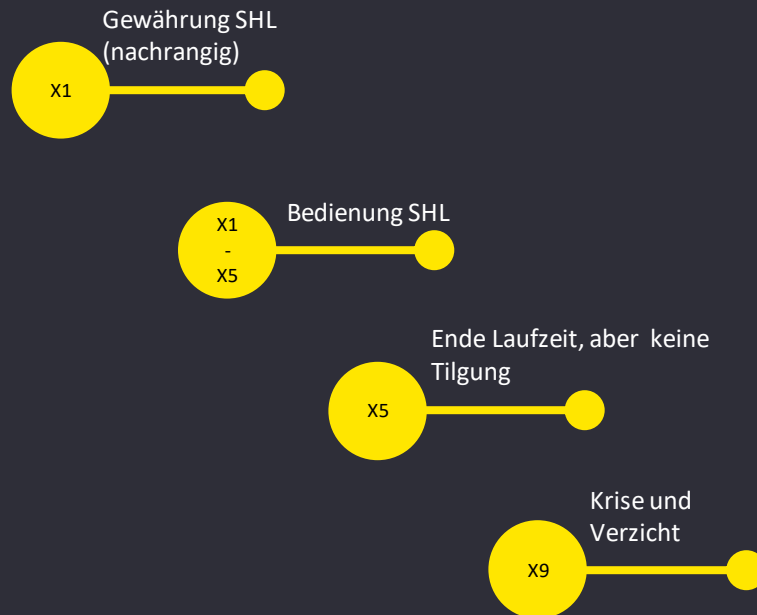 Gewährung SHL
(nachrangig)
X1
X1
-
X5
Bedienung SHL
Ende Laufzeit, aber keine
Tilgung
X5
Krise und
Verzicht
X9